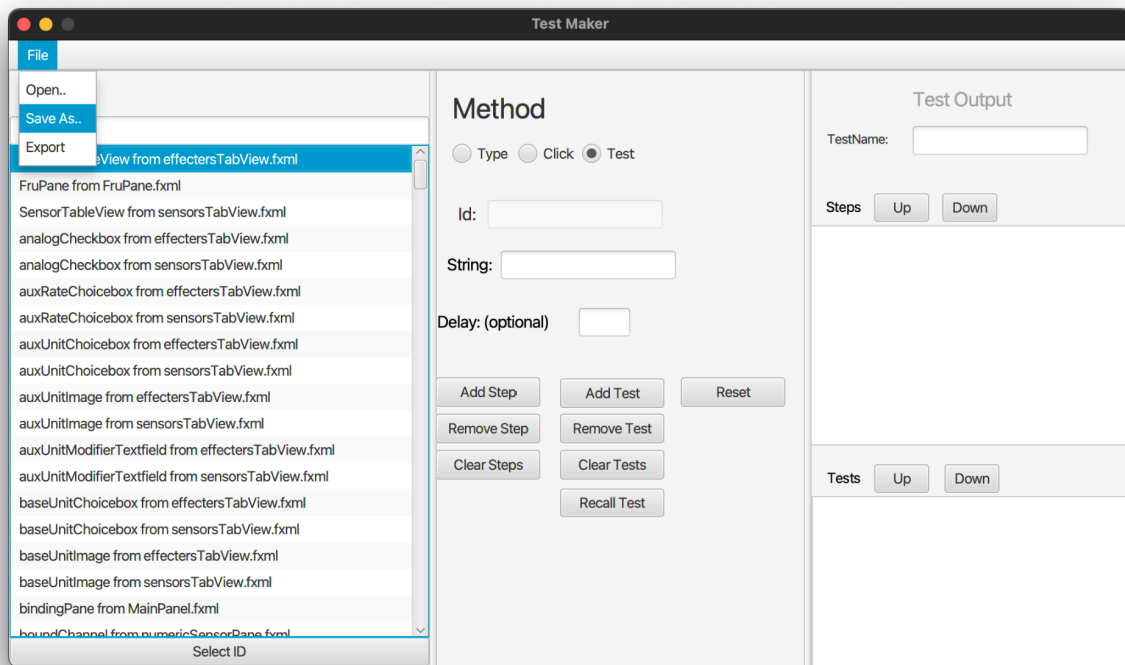 Test Maker
File
Open..
Save As..
Export
View from effectersTabView.fxml
FruPane from FruPane.fxml
SensorTableView from sensorsTabView.fxml
analogCheckbox from effectersTabView.fxml
analogCheckbox from sensorsTabView.fxml
auxRateChoicebox from effectersTabView.fxml
auxRateChoicebox from sensorsTabView.fxml
auxUnitChoicebox from effectersTabView.fxml
auxUnitChoicebox from sensorsTabView.fxml
auxUnitImage from effectersTabView.fxml
auxUnitImage from sensorsTabView.fxml
auxUnitModifierTextfield from effectersTabView.fxml
auxUnitModifierTextfield from sensorsTabView.fxml
baseUnitChoicebox from effectersTabView.fxml
baseUnitChoicebox from sensorsTabView.fxml
baseUnitImage from effectersTabView.fxml
baseUnitImage from sensorsTabView.fxml
bindingPane from MainPanel.fxml
boundChannel from numericSensorPane.fxml
Select ID
Method
Type Click Test
Id:
String:
Delay: (optional)
Add Step Add Test Reset
Remove Step Remove Test
Clear Steps Clear Tests
Recall Test
Test Output
TestName:
Steps Up Down
Tests Up Down